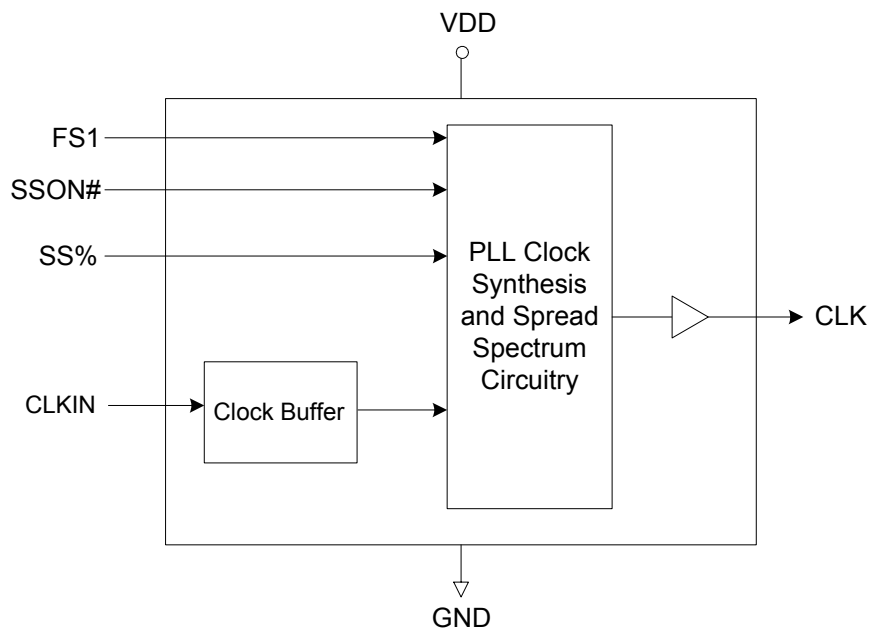 VDD
FS1
SSON#
SS%
PLL Clock
Synthesis
and Spread
Spectrum
Circuitry
CLK
CLKIN
Clock Buffer
GND